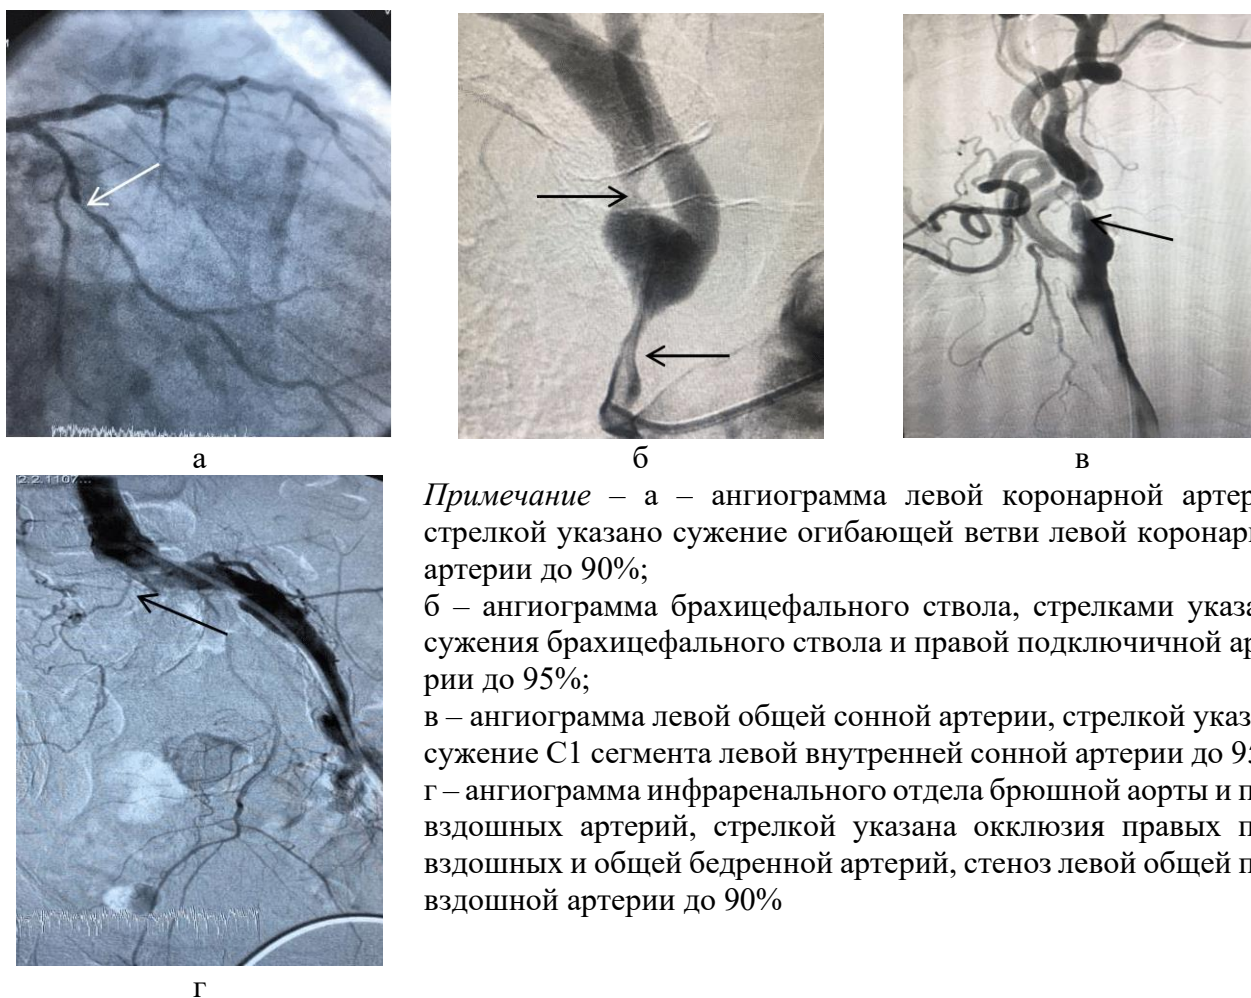 а
б
в
2.2.1107...
Примечание – а – ангиограмма левой коронарной артер
стрелкой указано сужение огибающей ветви левой коронар
артерии до 90%;
б – ангиограмма брахицефального ствола, стрелками указа
сужения брахицефального ствола и правой подключичной ар
рии до 95%;
в – ангиограмма левой общей сонной артерии, стрелкой указ
сужение С1 сегмента левой внутренней сонной артерии до 9
г – ангиограмма инфраренального отдела брюшной аорты и п
вздошных артерий, стрелкой указана окклюзия правых п
вздошных и общей бедренной артерий, стеноз левой общей п
вздошной артерии до 90%
г